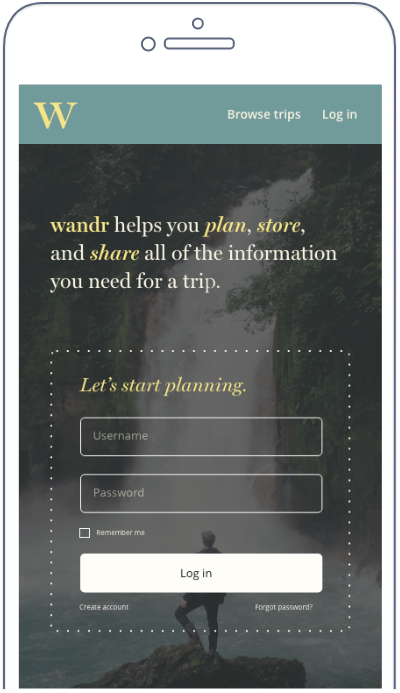 W
Browse trips Log in
wandr helps you plan, store,
and share all of the information
you need for a trip.
Let's start planning.
Username
Password
Remember me
Log in
Create account Forgot password?